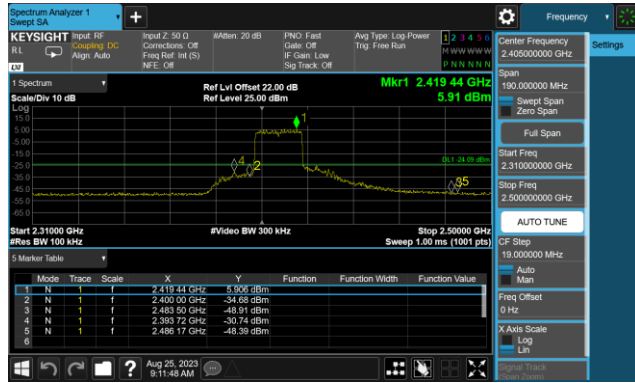 Spectrum Analyzer 1
Swept SA
Frequency
KEYSIGHT
RL
LXI
Input: RF
Coupling: DC
Align: Auto
Input Z: 50 Ω
Corrections: Off
Freq Ref: Int (S)
NFE: Off
#Atten: 20 dB
PNO: Fast
Gate: Off
IF Gain: Low
Sig Track: Off
Avg Type: Log-Power
Trig: Free Run
1 2 3 4 5 6
M W W W W W
P N N N N N
Center Frequency
2.405000000 GHz
Settings
Span
190.000000 MHz
Swept Span
Zero Span
Full Span
Start Freq
2.310000000 GHz
Stop Freq
2.500000000 GHz
AUTO TUNE
CF Step
19.000000 MHz
Auto
Man
Freq Offset
0 Hz
X Axis Scale
Log
Lin
Signal Track
(Span Zoom)
1 Spectrum
Scale/Div 10 dB
Ref Lvl Offset 22.00 dB
Ref Level 25.00 dBm
Mkr1 2.419 44 GHz
5.91 dBm
Log
15.0
5.00
-5.00
-15.0
-25.0
-35.0
-45.0
-55.0
-65.0
1
DL1 -24.09 dBm
4
2
3 5
Start 2.31000 GHz
#Res BW 100 kHz
#Video BW 300 kHz
Stop 2.50000 GHz
Sweep 1.00 ms (1001 pts)
5 Marker Table
Mode Trace Scale X Y Function Function Width Function Value
1 N 1 f 2.419 44 GHz 5.906 dBm
2 N 1 f 2.400 00 GHz -34.68 dBm
3 N 1 f 2.483 50 GHz -48.91 dBm
4 N 1 f 2.393 72 GHz -30.74 dBm
5 N 1 f 2.486 17 GHz -48.39 dBm
6
?
Aug 25, 2023
9:11:48 AM